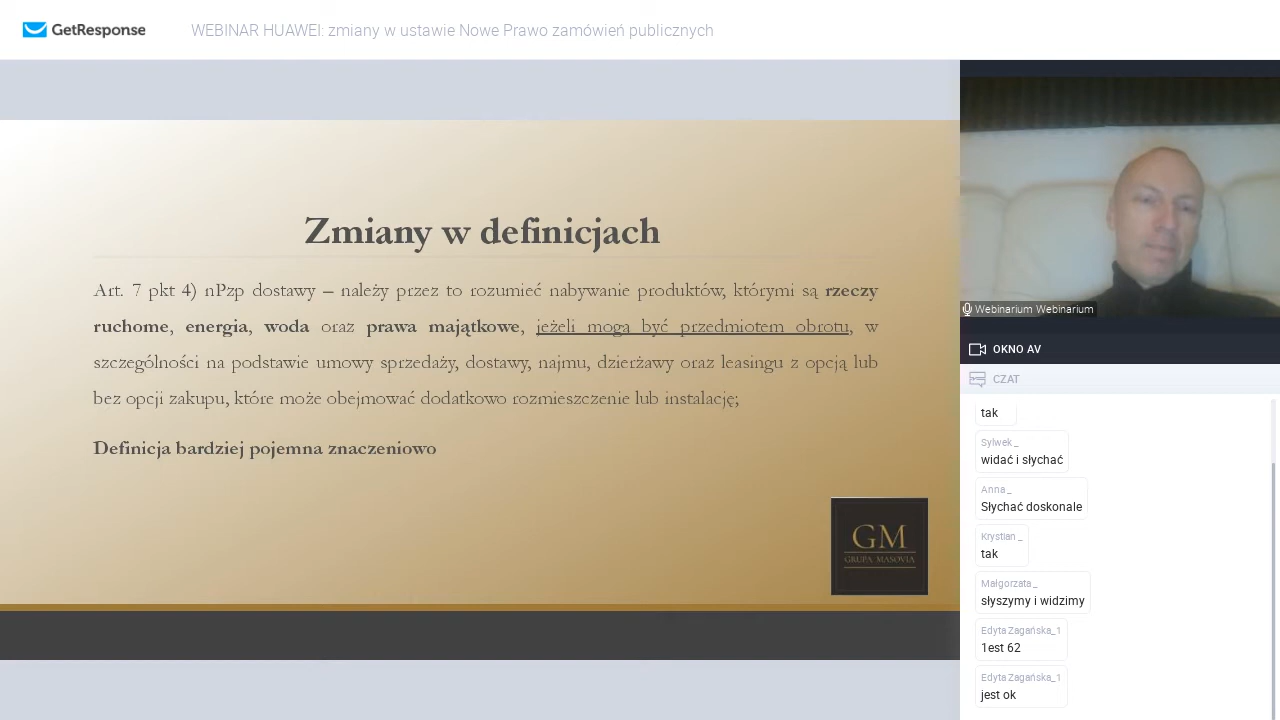 GetResponse
WEBINAR HUAWEI: zmiany w ustawie Nowe Prawo zamówień publicznych
Zmiany w definicjach
Art. 7 pkt 4) nPzp dostawy – należy przez to rozumieć nabywanie produktów, którymi są rzeczy
ruchome, energia, woda oraz prawa majątkowe, jeżeli mogą być przedmiotem obrotu, w
szczególności na podstawie umowy sprzedaży, dostawy, najmu, dzierżawy oraz leasingu z opcją lub
bez opcji zakupu, które może obejmować dodatkowo rozmieszczenie lub instalację;
Definicja bardziej pojemna znaczeniowo
GM
GRUPA MASOVIA
Webinarium Webinarium
OKNO AV
CZAT
tak
Sylwek _
widać i słychać
Anna _
Słychać doskonale
Krystian _
tak
Małgorzata _
słyszymy i widzimy
Edyta Zagańska_1
1est 62
Edyta Zagańska_1
jest ok